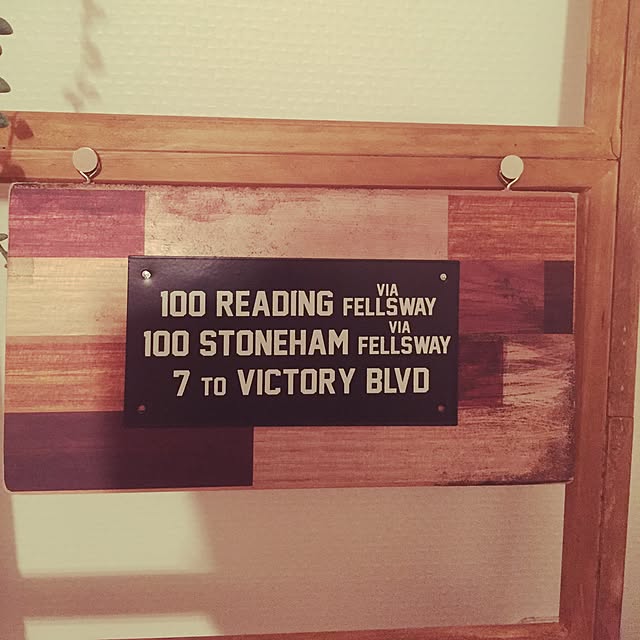 100 READING VIA FELLSWAY
100 STONEHAM VIA FELLSWAY
7 TO VICTORY BLVD